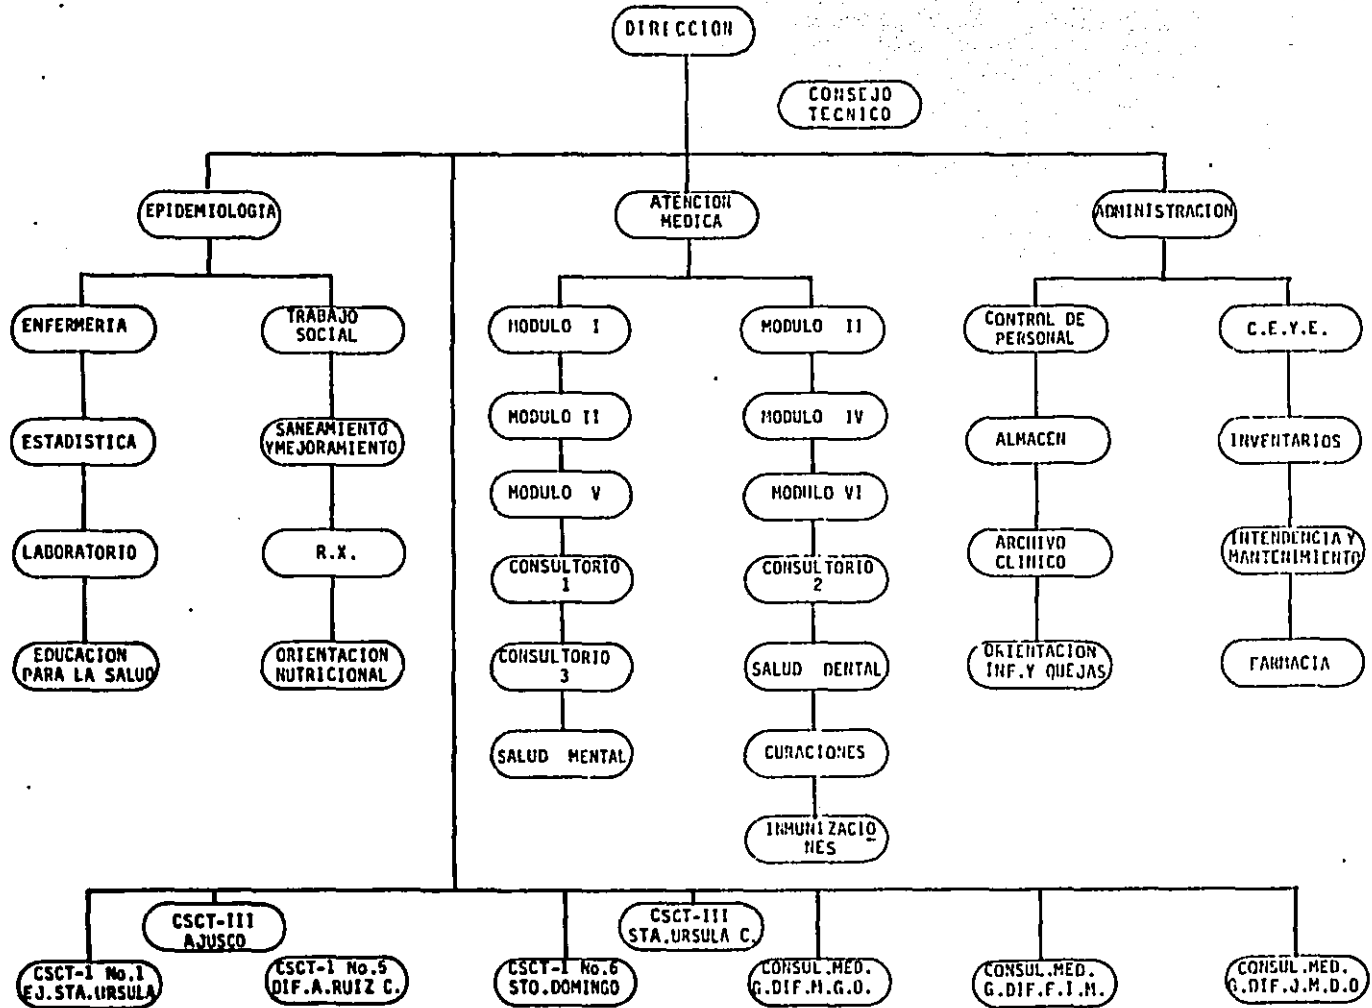 DIRECCION
CONSEJO
TECNICO
EPIDEMIOLOGIA
ATENCION
MEDICA
ADMINISTRACION
ENFERMERIA
TRABAJO
SOCIAL
MODULO I
MODULO II
CONTROL DE
PERSONAL
C.E.Y.E.
ESTADISTICA
SANEAMIENTO
YMEJORAMIENTO
MODULO II
MODULO IV
ALMACEN
INVENTARIOS
MODULO V
MODULO VI
LABORATORIO
R.X.
CONSULTORIO
1
CONSULTORIO
2
ARCHIVO
CLINICO
INTENDENCIA Y
MANTENIMIENTO
EDUCACION
PARA LA SALUD
ORIENTACION
NUTRICIONAL
CONSULTORIO
3
SALUD DENTAL
ORIENTACION
INF.Y QUEJAS
FARMACIA
SALUD MENTAL
CURACIONES
INMUNIZACIO
NES
CSCT-III
AJUSCO
CSCT-III
STA.URSULA C.
CSCT-I No.1
EJ.STA.URSULA
CSCT-I No.5
DIF.A.RUIZ C.
CSCT-I No.6
STO.DOMINGO
CONSUL.MED.
G.DIF.M.G.O.
CONSUL.MED.
G.DIF.F.I.M.
CONSUL.MED.
G.DIF.J.M.D.O